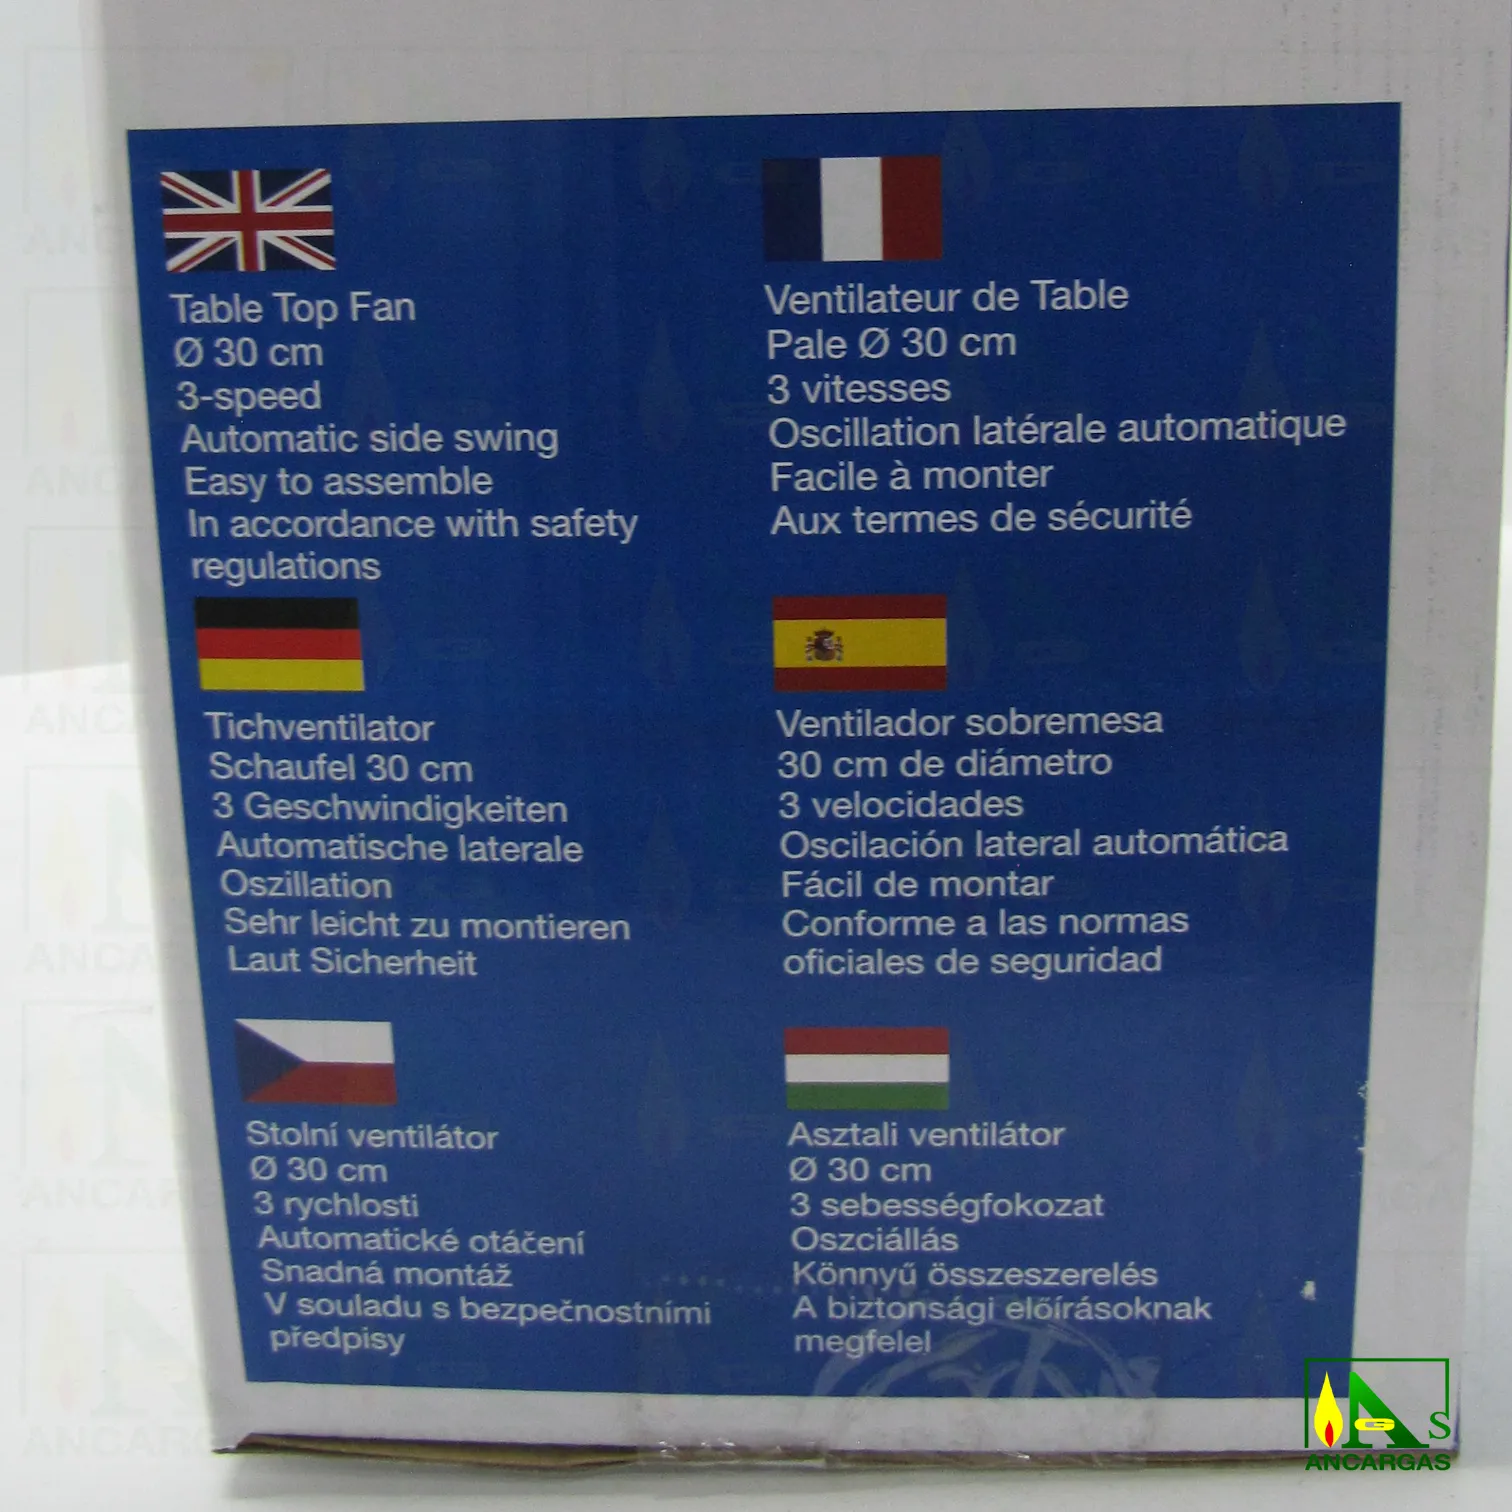 Table Top Fan
Ø 30 cm
3-speed
Automatic side swing
Easy to assemble
In accordance with safety
regulations
Ventilateur de Table
Pale Ø 30 cm
3 vitesses
Oscillation latérale automatique
Facile à monter
Aux termes de sécurité
Tichventilator
Schaufel 30 cm
3 Geschwindigkeiten
Automatische laterale
Oszillation
Sehr leicht zu montieren
Laut Sicherheit
Ventilador sobremesa
30 cm de diámetro
3 velocidades
Oscilación lateral automática
Fácil de montar
Conforme a las normas
oficiales de seguridad
Stolní ventilátor
Ø 30 cm
3 rychlosti
Automatické otáčení
Snadná montáž
V souladu s bezpečnostními
předpisy
Asztali ventilátor
Ø 30 cm
3 sebességfokozat
Oszciállás
Könnyű összeszerelés
A biztonsági előírásoknak
megfelel
AGS
ANCARGAS